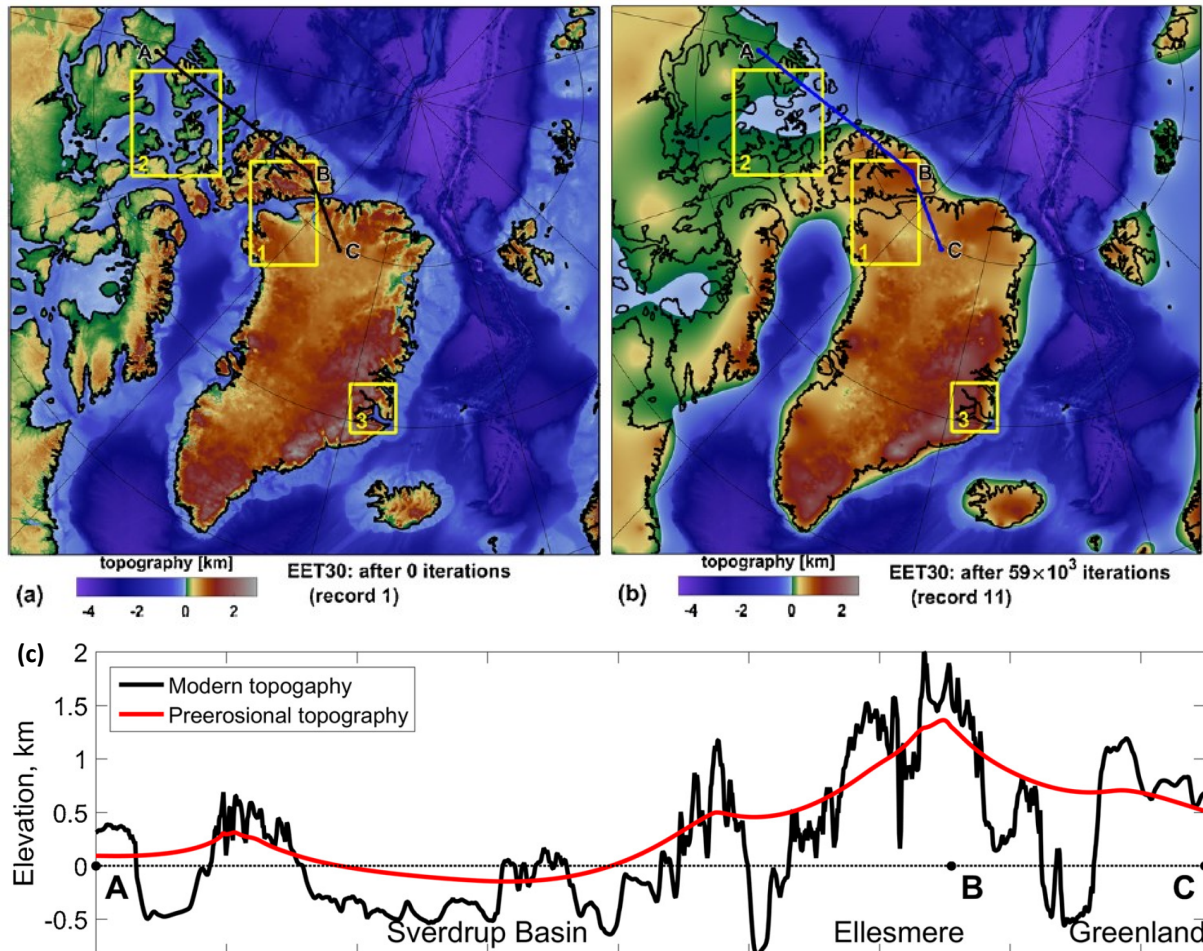 A
2
B
1
C
3
A
2
B
1
C
3
topography [km]
-4 -2 0 2
EET30: after 0 iterations
(record 1)
(a)
topography [km]
-4 -2 0 2
EET30: after 59×10³ iterations
(record 11)
(b)
(c)
2
1.5
1
0.5
0
-0.5
Elevation, km
Modern topogaphy
Preerosional topography
A
B
C
Sverdrup Basin
Ellesmere
Greenland